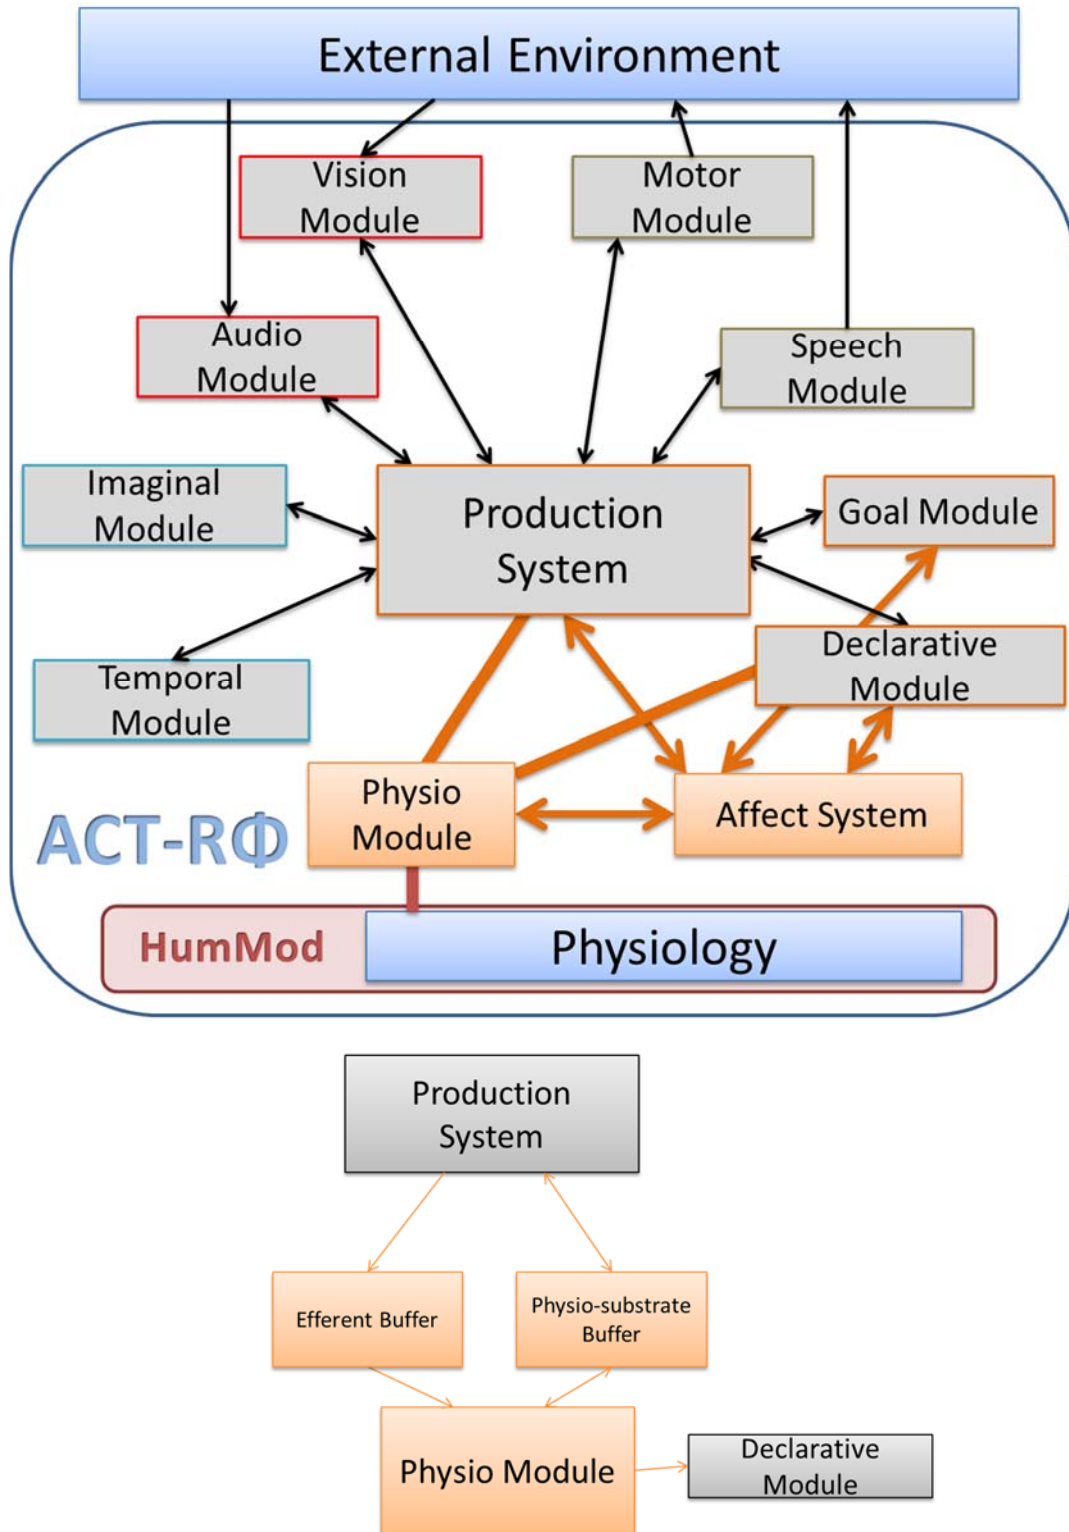 External Environment
Vision
Module
Motor
Module
Audio
Module
Speech
Module
Imaginal
Module
Production
System
Goal Module
Temporal
Module
Declarative
Module
Physio
Module
Affect System
ACT-RΦ
HumMod
Physiology
Production
System
Efferent Buffer
Physio-substrate
Buffer
Physio Module
Declarative
Module